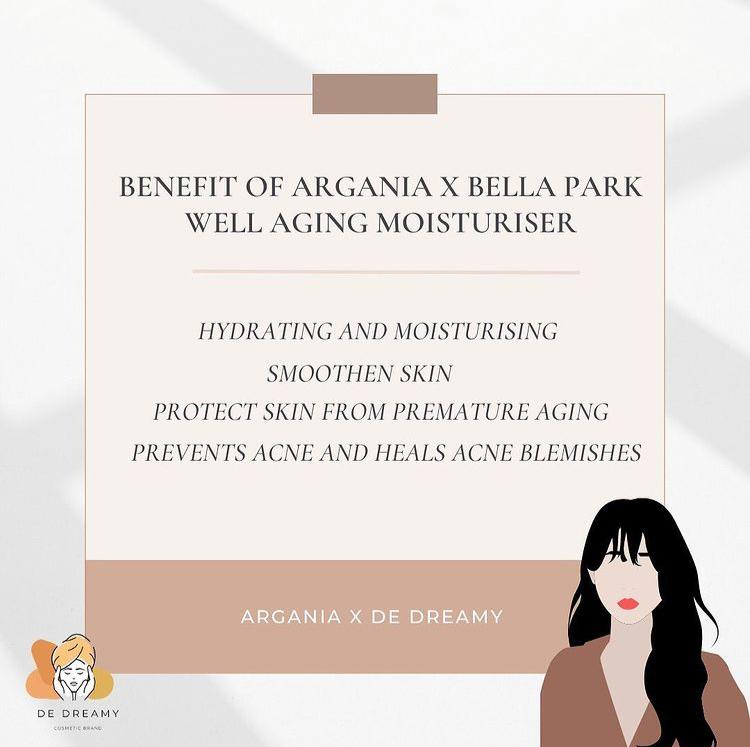 BENEFIT OF ARGANIA X BELLA PARK
WELL AGING MOISTURISER
HYDRATING AND MOISTURISING
SMOOTHEN SKIN
PROTECT SKIN FROM PREMATURE AGING
PREVENTS ACNE AND HEALS ACNE BLEMISHES
ARGANIA X DE DREAMY
DE DREAMY
COSMETIC BRAND